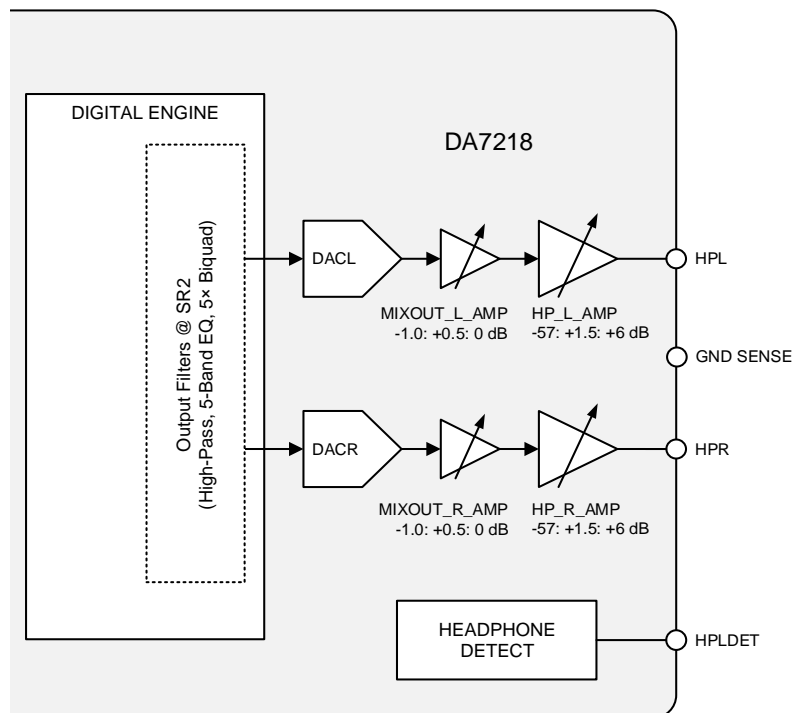 DIGITAL ENGINE
DA7218
Output Filters @ SR2
(High-Pass, 5-Band EQ, 5× Biquad)
DACL
HPL
MIXOUT_L_AMP
-1.0: +0.5: 0 dB
HP_L_AMP
-57: +1.5: +6 dB
GND SENSE
DACR
HPR
MIXOUT_R_AMP
-1.0: +0.5: 0 dB
HP_R_AMP
-57: +1.5: +6 dB
HEADPHONE
DETECT
HPLDET